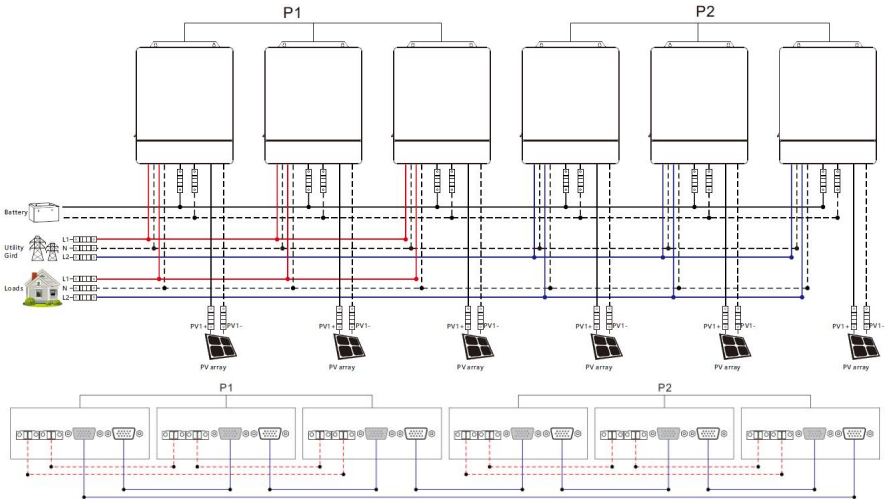 P1 P2
Battery
L1
Utility N
Gird L2
L1
Loads N
L2
PV1+ PV1- PV1+ PV1- PV1+ PV1- PV1+ PV1- PV1+ PV1- PV1+ PV1-
PV array PV array PV array PV array PV array PV array
P1 P2